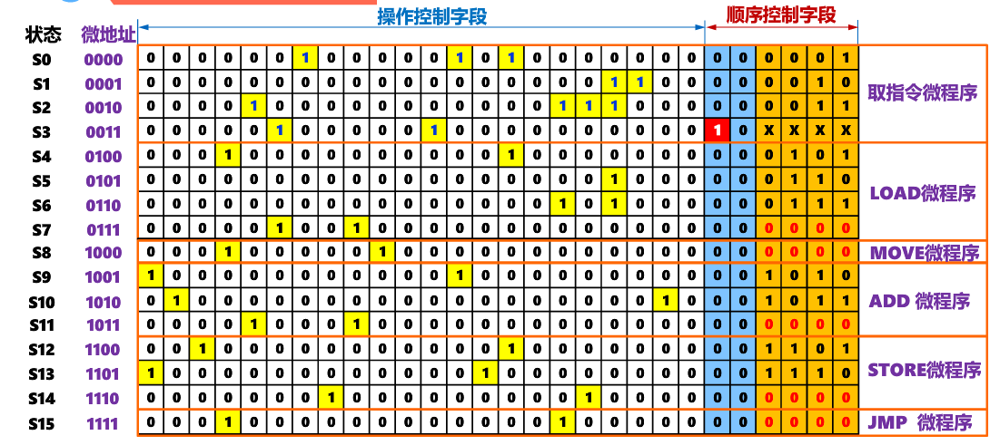 操作控制字段 顺序控制字段
状态 微地址
S0 0000 0 0 0 0 0 0 1 0 0 0 0 0 1 0 1 0 0 0 0 0 0 0 0 0 0 0 0 1
S1 0001 0 0 0 0 0 0 0 0 0 0 0 0 0 0 0 0 0 0 1 1 0 0 0 0 0 0 1 0
取指令微程序
S2 0010 0 0 0 0 1 0 0 0 0 0 0 0 0 0 0 0 1 1 1 0 0 0 0 0 0 0 1 1
S3 0011 0 0 0 0 0 1 0 0 0 0 0 1 0 0 0 0 0 0 0 0 0 0 1 0 X X X X
S4 0100 0 0 0 1 0 0 0 0 0 0 0 0 0 0 1 0 0 0 0 0 0 0 0 0 0 1 0 1
S5 0101 0 0 0 0 0 0 0 0 0 0 0 0 0 0 0 0 0 0 1 0 0 0 0 0 0 1 1 0
LOAD微程序
S6 0110 0 0 0 0 0 0 0 0 0 0 0 0 0 0 0 0 1 0 1 0 0 0 0 0 0 1 1 1
S7 0111 0 0 0 0 0 1 0 0 1 0 0 0 0 0 0 0 0 0 0 0 0 0 0 0 0 0 0 0
S8 1000 0 0 0 1 0 0 0 0 0 1 0 0 0 0 0 0 0 0 0 0 0 0 0 0 0 0 0 0 MOVE微程序
S9 1001 1 0 0 0 0 0 0 0 0 0 0 0 1 0 0 0 0 0 0 0 0 0 0 0 1 0 1 0
S10 1010 0 1 0 0 0 0 0 0 0 0 0 0 0 0 0 0 0 0 0 0 1 0 0 0 1 0 1 1 ADD 微程序
S11 1011 0 0 0 0 1 0 0 0 1 0 0 0 0 0 0 0 0 0 0 0 0 0 0 0 0 0 0 0
S12 1100 0 0 1 0 0 0 0 0 0 0 0 0 0 0 1 0 0 0 0 0 0 0 0 0 1 1 0 1
S13 1101 1 0 0 0 0 0 0 0 0 0 0 0 0 1 0 0 0 0 0 0 0 0 0 0 1 1 1 0 STORE微程序
S14 1110 0 0 0 0 0 0 0 1 0 0 0 0 0 0 0 0 0 1 0 0 0 0 0 0 0 0 0 0
S15 1111 0 0 0 1 0 0 0 0 0 0 0 0 0 0 0 0 1 0 0 0 0 0 0 0 0 0 0 0 JMP 微程序